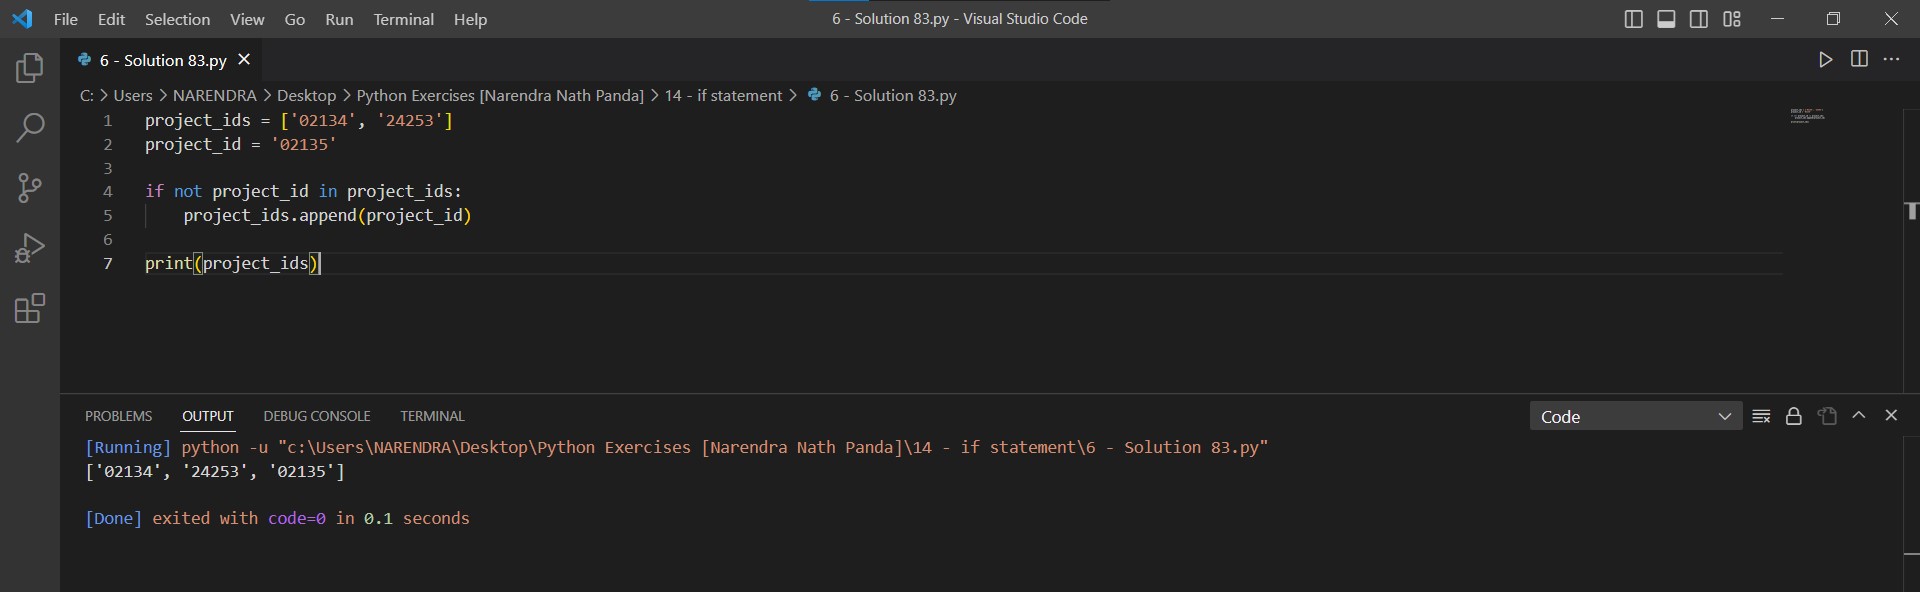 File Edit Selection View Go Run Terminal Help
6 - Solution 83.py - Visual Studio Code
6 - Solution 83.py
C: > Users > NARENDRA > Desktop > Python Exercises [Narendra Nath Panda] > 14 - if statement > 6 - Solution 83.py
1 project_ids = ['02134', '24253']
2 project_id = '02135'
3
4 if not project_id in project_ids:
5 project_ids.append(project_id)
6
7 print(project_ids)
PROBLEMS OUTPUT DEBUG CONSOLE TERMINAL Code
[Running] python -u "c:\Users\NARENDRA\Desktop\Python Exercises [Narendra Nath Panda]\14 - if statement\6 - Solution 83.py"
['02134', '24253', '02135']
[Done] exited with code=0 in 0.1 seconds